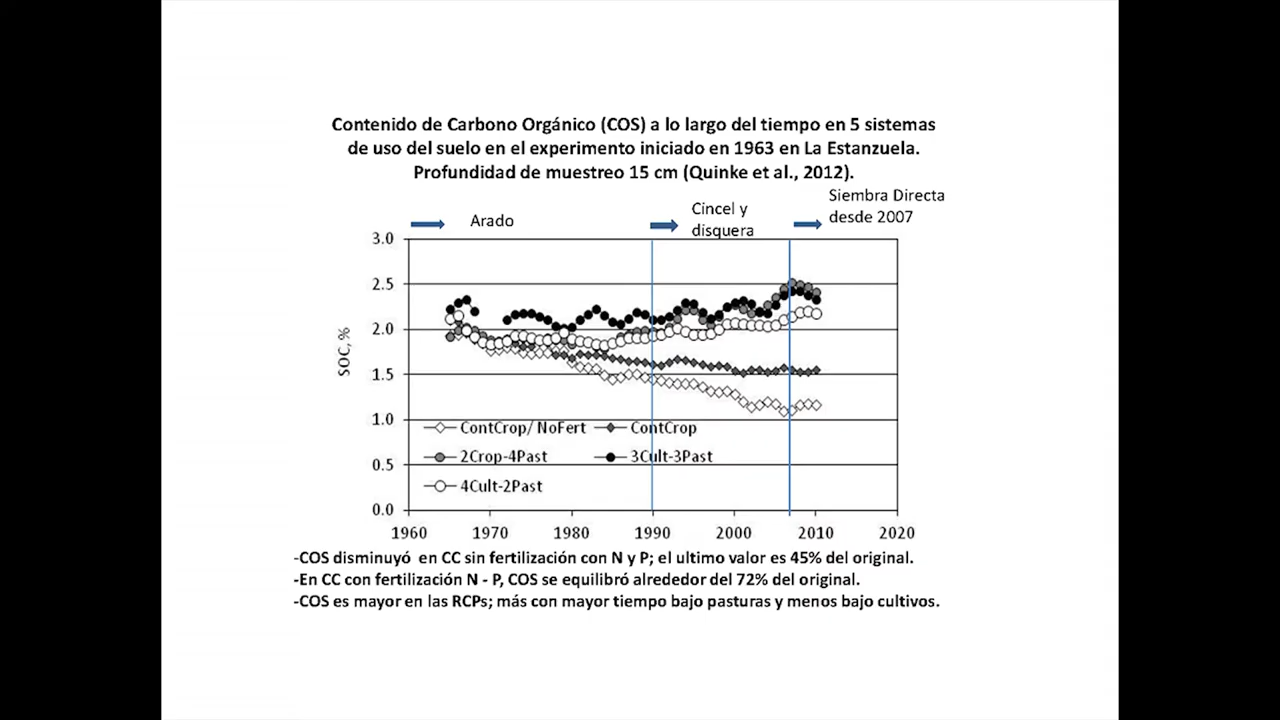 Contenido de Carbono Orgánico (COS) a lo largo del tiempo en 5 sistemas
de uso del suelo en el experimento iniciado en 1963 en La Estanzuela.
Profundidad de muestreo 15 cm (Quinke et al., 2012).
Siembra Directa
desde 2007
Cincel y
disquera
Arado
3.0
2.5
2.0
1.5
1.0
0.5
0.0
SOC, %
ContCrop/ NoFert
ContCrop
2Crop-4Past
3Cult-3Past
4Cult-2Past
1960 1970 1980 1990 2000 2010 2020
-COS disminuyó en CC sin fertilización con N y P; el ultimo valor es 45% del original.
-En CC con fertilización N - P, COS se equilibró alrededor del 72% del original.
-COS es mayor en las RCPs; más con mayor tiempo bajo pasturas y menos bajo cultivos.